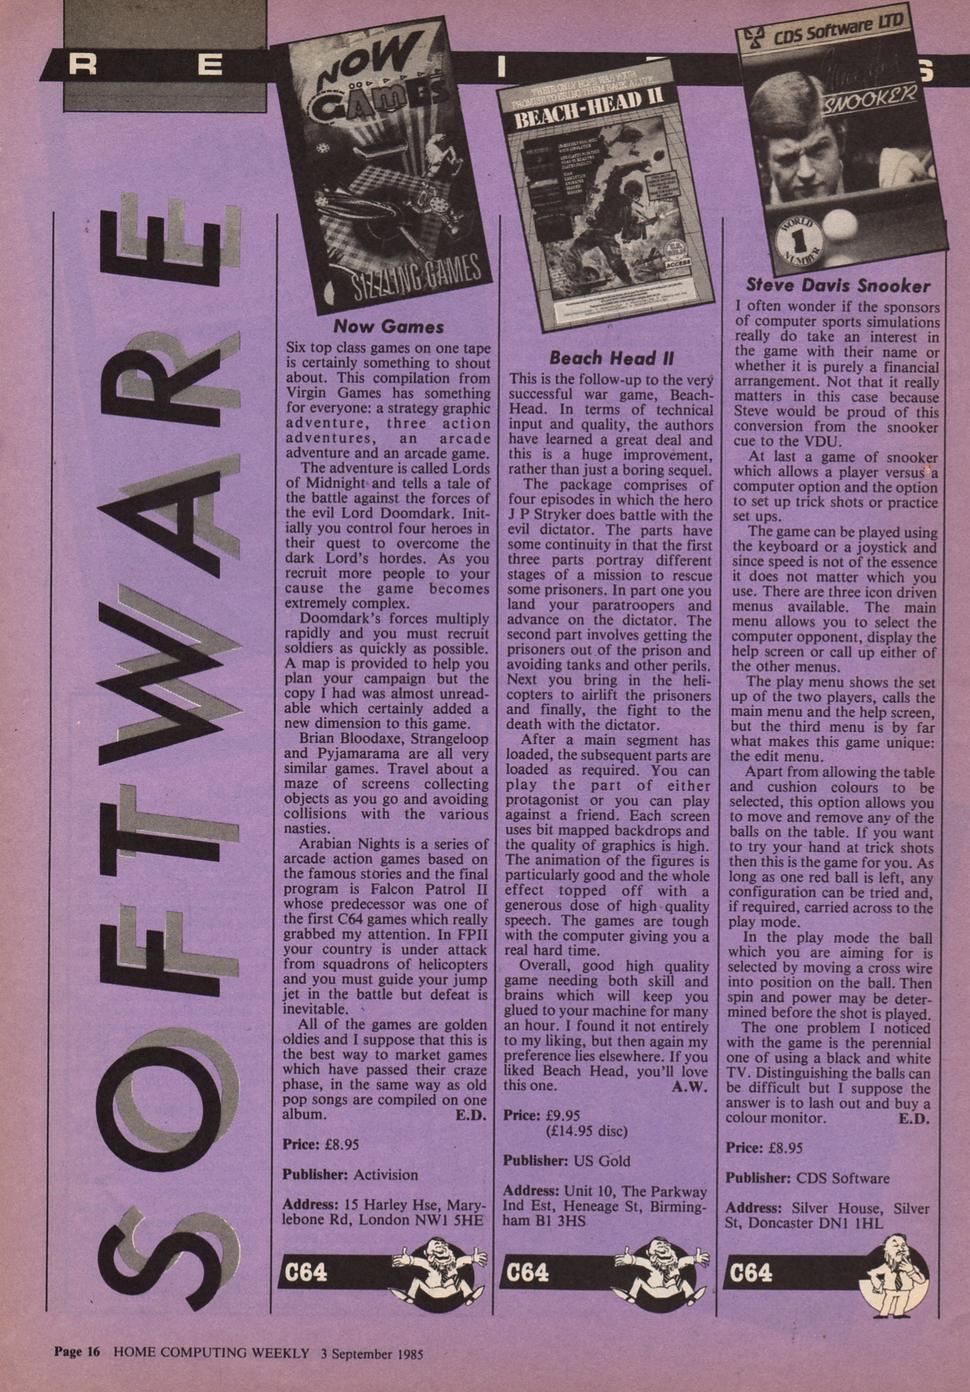 R E I S
SOFTWARE
NOW
GAMES
SIZZLING GAMES
THEIR ONLY HOPE WAS YOUR
PROMISE TO BRING THEM BACK ALIVE
BEACH-HEAD II
ACCESS
CDS Software LTD
SNOOKER
WORLD
1
NUMBER
Now Games
Six top class games on one tape
is certainly something to shout
about. This compilation from
Virgin Games has something
for everyone: a strategy graphic
adventure, three action
adventures, an arcade
adventure and an arcade game.
The adventure is called Lords
of Midnight and tells a tale of
the battle against the forces of
the evil Lord Doomdark. Init-
ially you control four heroes in
their quest to overcome the
dark Lord's hordes. As you
recruit more people to your
cause the game becomes
extremely complex.
Doomdark's forces multiply
rapidly and you must recruit
soldiers as quickly as possible.
A map is provided to help you
plan your campaign but the
copy I had was almost unread-
able which certainly added a
new dimension to this game.
Brian Bloodaxe, Strangeloop
and Pyjamarama are all very
similar games. Travel about a
maze of screens collecting
objects as you go and avoiding
collisions with the various
nasties.
Arabian Nights is a series of
arcade action games based on
the famous stories and the final
program is Falcon Patrol II
whose predecessor was one of
the first C64 games which really
grabbed my attention. In FPII
your country is under attack
from squadrons of helicopters
and you must guide your jump
jet in the battle but defeat is
inevitable.
All of the games are golden
oldies and I suppose that this is
the best way to market games
which have passed their craze
phase, in the same way as old
pop songs are compiled on one
album. E.D.
Price: £8.95
Publisher: Activision
Address: 15 Harley Hse, Mary-
lebone Rd, London NW1 5HE
C64
Beach Head II
This is the follow-up to the very
successful war game, Beach-
Head. In terms of technical
input and quality, the authors
have learned a great deal and
this is a huge improvement,
rather than just a boring sequel.
The package comprises of
four episodes in which the hero
J P Stryker does battle with the
evil dictator. The parts have
some continuity in that the first
three parts portray different
stages of a mission to rescue
some prisoners. In part one you
land your paratroopers and
advance on the dictator. The
second part involves getting the
prisoners out of the prison and
avoiding tanks and other perils.
Next you bring in the heli-
copters to airlift the prisoners
and finally, the fight to the
death with the dictator.
After a main segment has
loaded, the subsequent parts are
loaded as required. You can
play the part of either
protagonist or you can play
against a friend. Each screen
uses bit mapped backdrops and
the quality of graphics is high.
The animation of the figures is
particularly good and the whole
effect topped off with a
generous dose of high quality
speech. The games are tough
with the computer giving you a
real hard time.
Overall, good high quality
game needing both skill and
brains which will keep you
glued to your machine for many
an hour. I found it not entirely
to my liking, but then again my
preference lies elsewhere. If you
liked Beach Head, you'll love
this one. A.W.
Price: £9.95
(£14.95 disc)
Publisher: US Gold
Address: Unit 10, The Parkway
Ind Est, Heneage St, Birming-
ham B1 3HS
C64
Steve Davis Snooker
I often wonder if the sponsors
of computer sports simulations
really do take an interest in
the game with their name or
whether it is purely a financial
arrangement. Not that it really
matters in this case because
Steve would be proud of this
conversion from the snooker
cue to the VDU.
At last a game of snooker
which allows a player versus a
computer option and the option
to set up trick shots or practice
set ups.
The game can be played using
the keyboard or a joystick and
since speed is not of the essence
it does not matter which you
use. There are three icon driven
menus available. The main
menu allows you to select the
computer opponent, display the
help screen or call up either of
the other menus.
The play menu shows the set
up of the two players, calls the
main menu and the help screen,
but the third menu is by far
what makes this game unique:
the edit menu.
Apart from allowing the table
and cushion colours to be
selected, this option allows you
to move and remove any of the
balls on the table. If you want
to try your hand at trick shots
then this is the game for you. As
long as one red ball is left, any
configuration can be tried and,
if required, carried across to the
play mode.
In the play mode the ball
which you are aiming for is
selected by moving a cross wire
into position on the ball. Then
spin and power may be deter-
mined before the shot is played.
The one problem I noticed
with the game is the perennial
one of using a black and white
TV. Distinguishing the balls can
be difficult but I suppose the
answer is to lash out and buy a
colour monitor. E.D.
Price: £8.95
Publisher: CDS Software
Address: Silver House, Silver
St, Doncaster DN1 1HL
C64
Page 16 HOME COMPUTING WEEKLY 3 September 1985